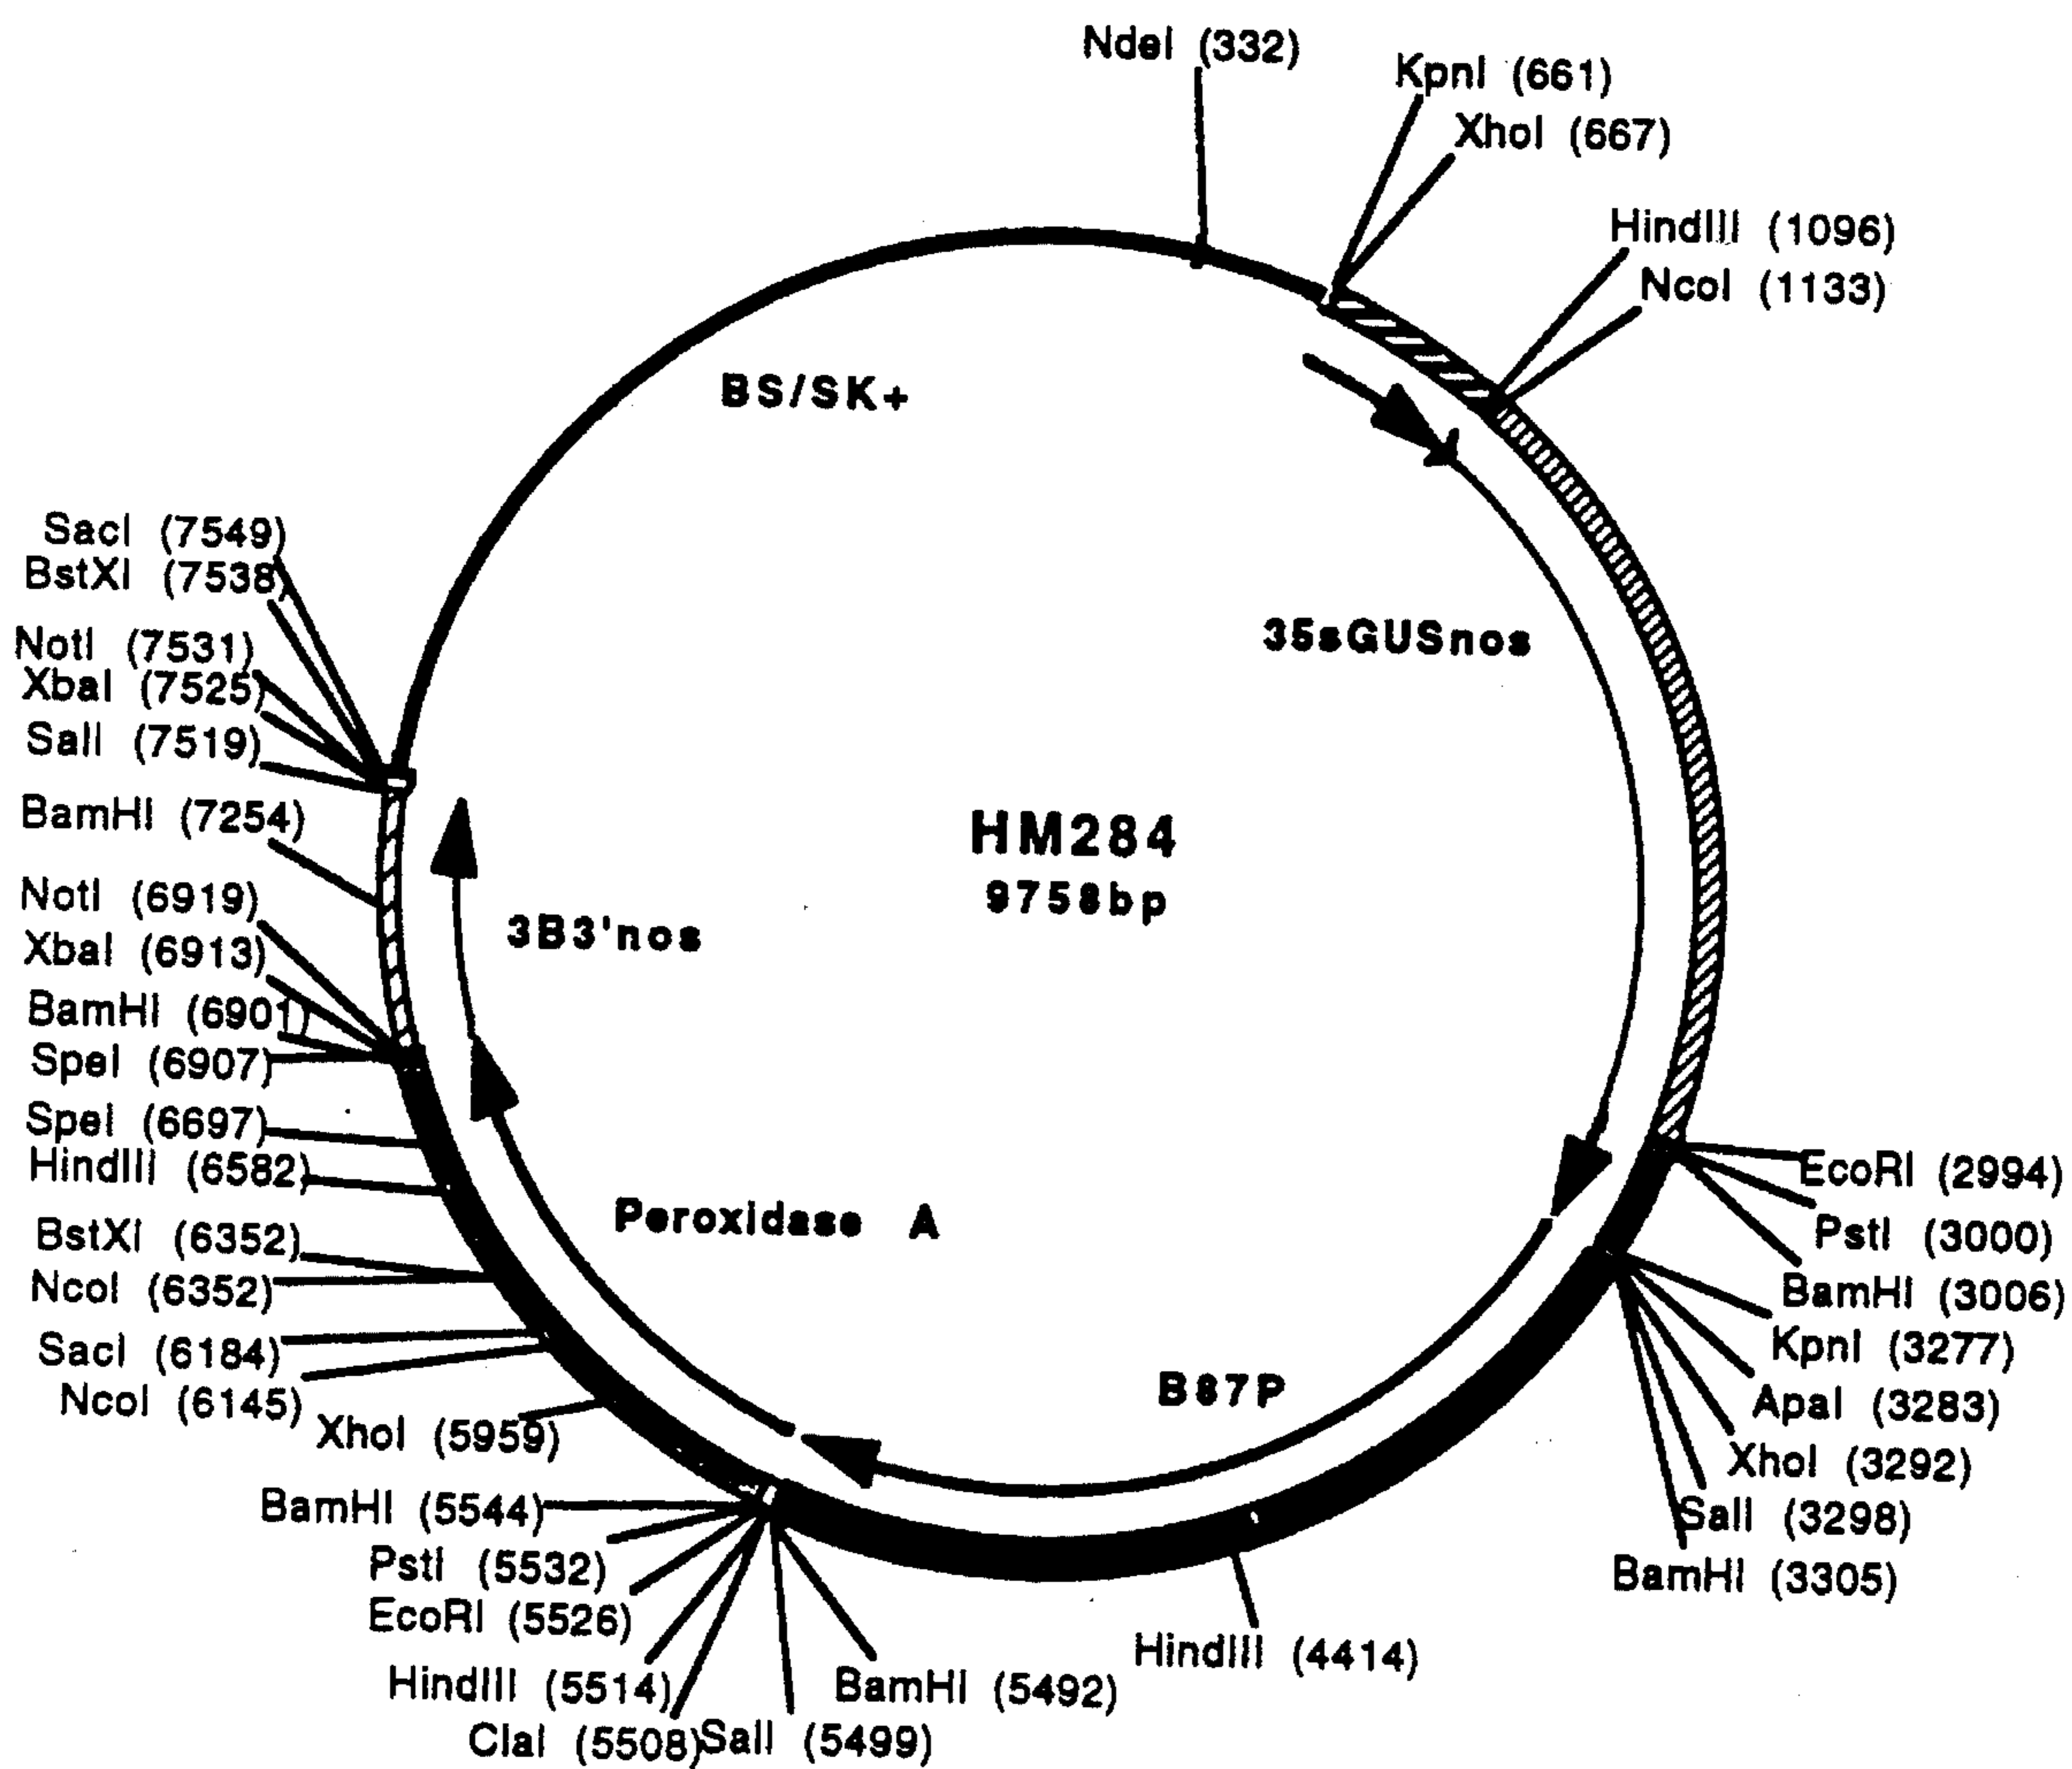 NdeI (332)
KpnI (661)
XhoI (667)
HindIII (1096)
NcoI (1133)
BS/SK+
SacI (7549)
BstXI (7538)
NotI (7531)
XbaI (7525)
SalI (7519)
BamHI (7254)
NotI (6919)
XbaI (6913)
BamHI (6901)
SpeI (6907)
SpeI (6697)
HindIII (6582)
BstXI (6352)
NcoI (6352)
SacI (6184)
NcoI (6145)
XhoI (5959)
BamHI (5544)
PstI (5532)
EcoRI (5526)
HindIII (5514)
ClaI (5508)
SalI (5499)
BamHI (5492)
HindIII (4414)
35sGUSnos
HM284
9758bp
3B3'nos
Peroxidase A
B87P
EcoRI (2994)
PstI (3000)
BamHI (3006)
KpnI (3277)
ApaI (3283)
XhoI (3292)
SalI (3298)
BamHI (3305)